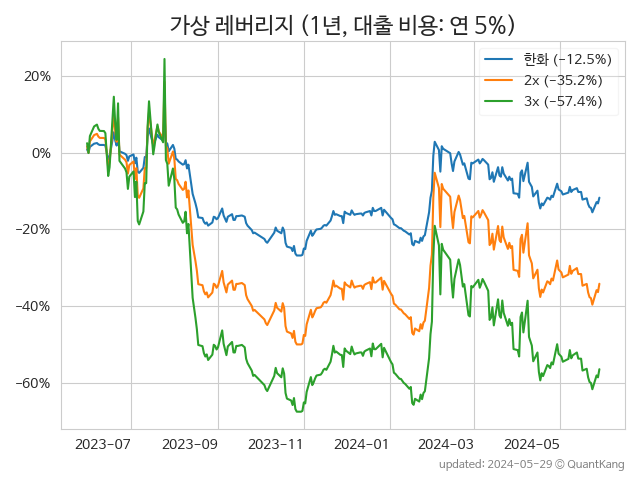 가상 레버리지 (1년, 대출 비용: 연 5%)
한화 (−12.5%)
2x (−35.2%)
3x (−57.4%)
20%
0%
−20%
−40%
−60%
2023-07 2023-09 2023-11 2024-01 2024-03 2024-05
updated: 2024-05-29 © QuantKang